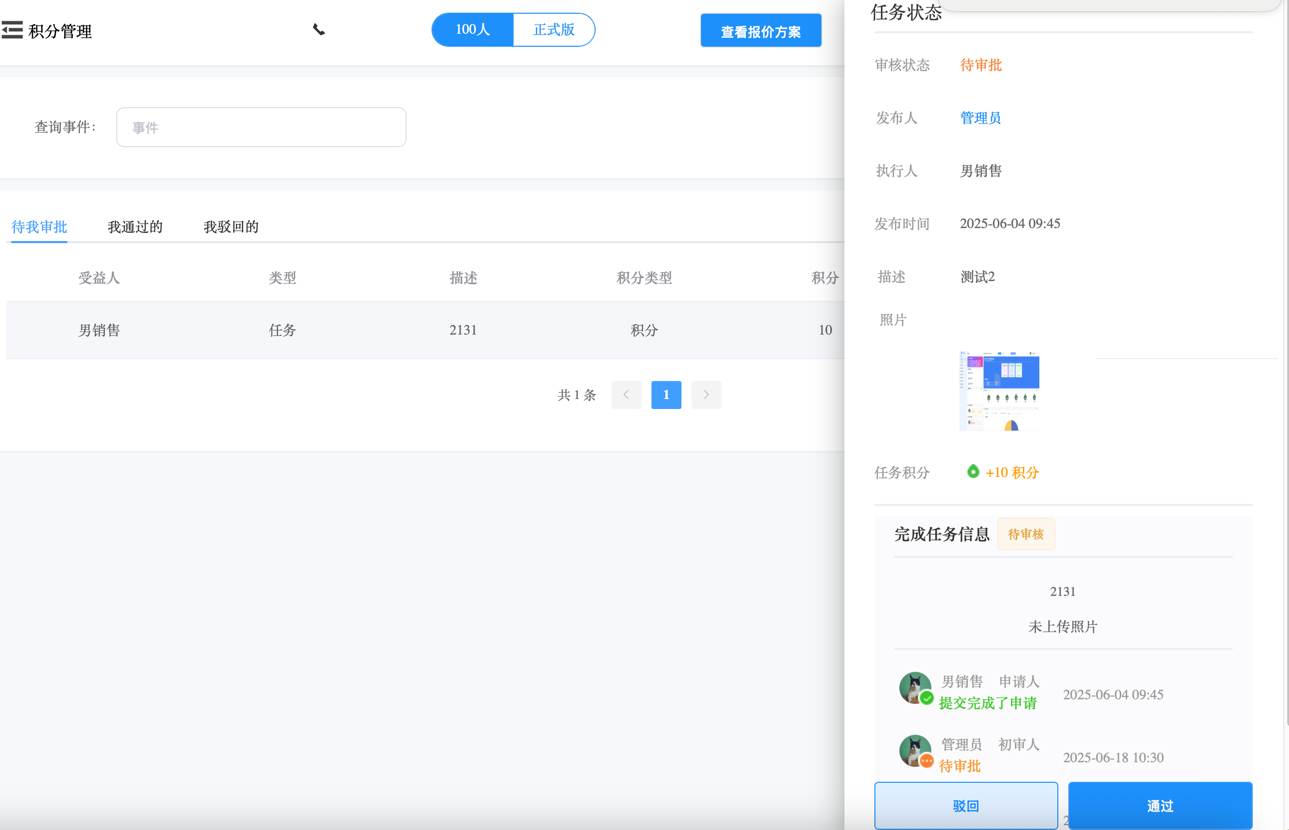 积分管理
100人 正式版
查看报价方案
查询事件： 事件
待我审批 我通过的 我驳回的
受益人 类型 描述 积分类型 积分
男销售 任务 2131 积分 10
共 1 条 1
任务状态
审核状态 待审批
发布人 管理员
执行人 男销售
发布时间 2025-06-04 09:45
描述 测试2
照片
任务积分 +10 积分
完成任务信息 待审核
2131
未上传照片
男销售 申请人
提交完成了申请
2025-06-04 09:45
管理员 初审人
待审批
2025-06-18 10:30
驳回 通过